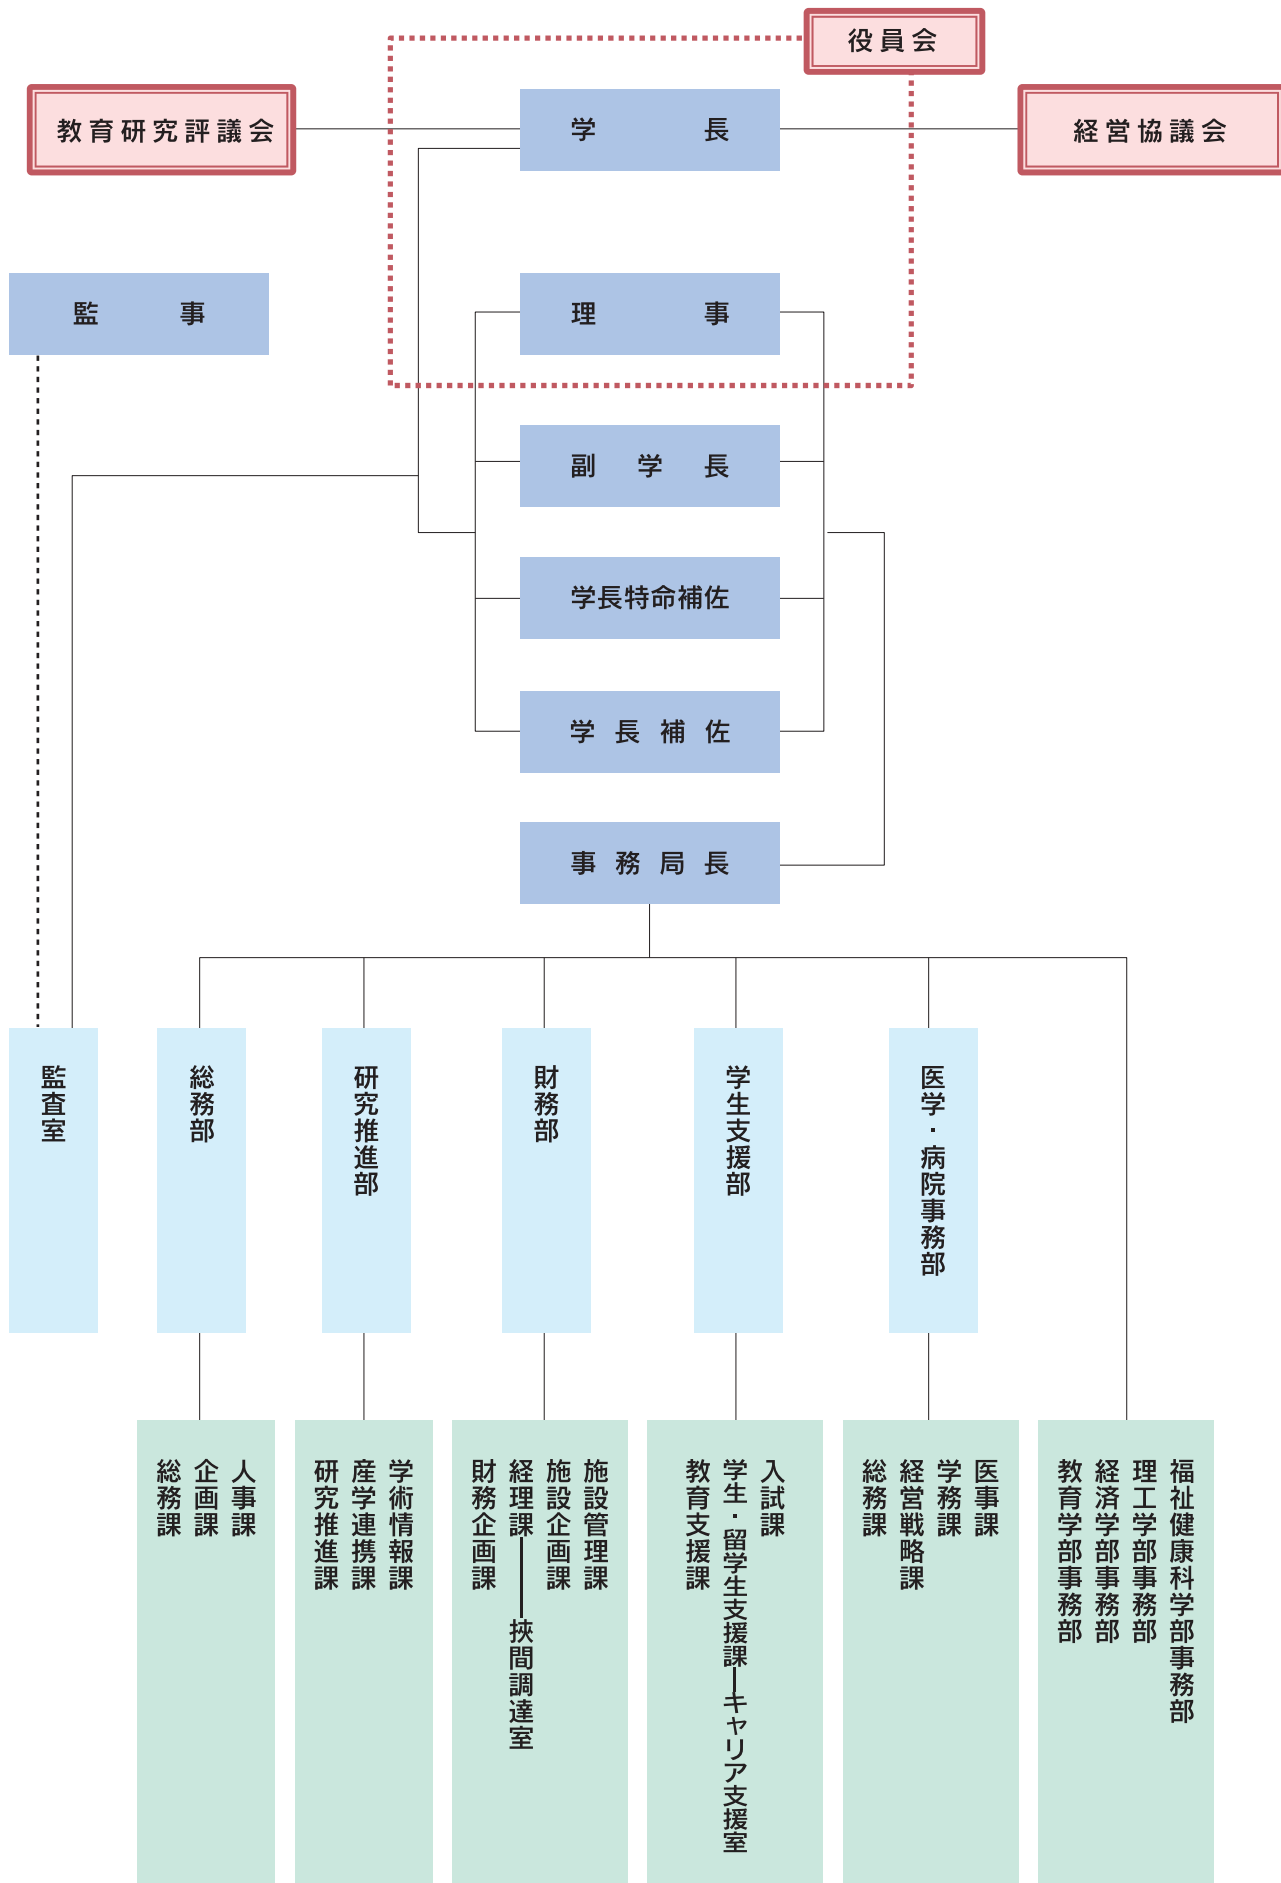 役員会
教育研究評議会
学長
経営協議会
監事
理事
副学長
学長特命補佐
学長補佐
事務局長
監査室
総務部
研究推進部
財務部
学生支援部
医学・病院事務部
総務課
企画課
人事課
研究推進課
産学連携課
学術情報課
財務企画課
経理課
挾間調達室
施設企画課
施設管理課
教育支援課
学生・留学生支援課
キャリア支援室
入試課
総務課
経営戦略課
学務課
医事課
教育学部事務部
経済学部事務部
理工学部事務部
福祉健康科学部事務部